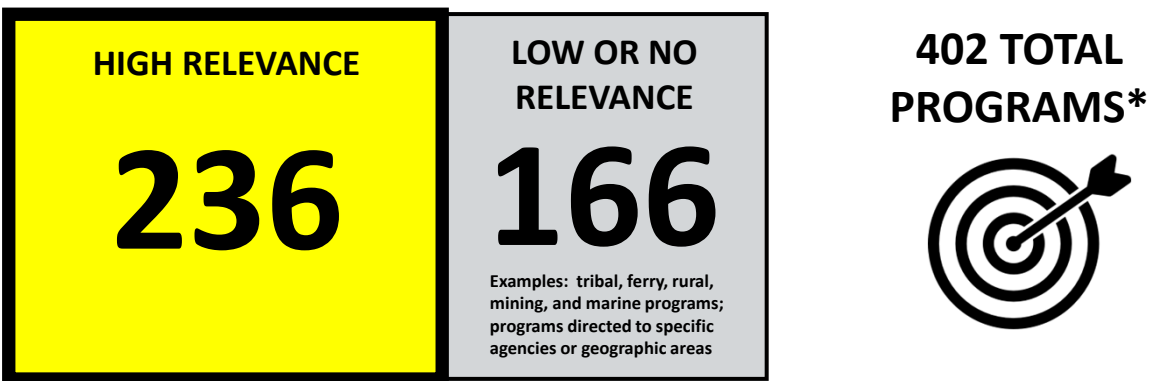 HIGH RELEVANCE
236
LOW OR NO
RELEVANCE
166
Examples:  tribal, ferry, rural,
mining, and marine programs;
programs directed to specific
agencies or geographic areas
402 TOTAL
PROGRAMS*